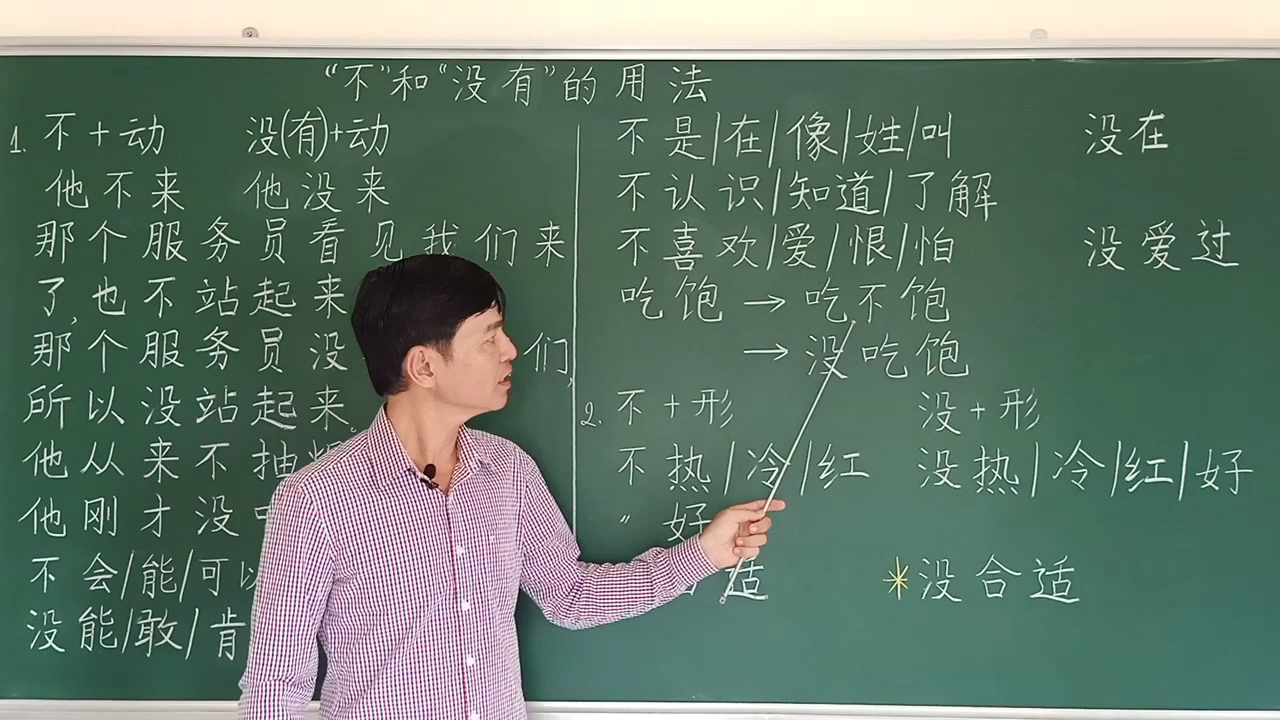 “不”和“没有”的用法
1. 不+动 没(有)+动
他不来 他没来
那个服务员看见我们来
了,也不站起来
那个服务员没 们,
所以没站起来。
他从来不抽
他刚才没
不会/能/可以
没能/敢/肯
不是/在/像/姓/叫 没在
不认识/知道/了解
不喜欢/爱/恨/怕 没爱过
吃饱→吃不饱
→没吃饱
2. 不+形 没+形
不热/冷/红 没热/冷/红/好
〃好
适 *没合适